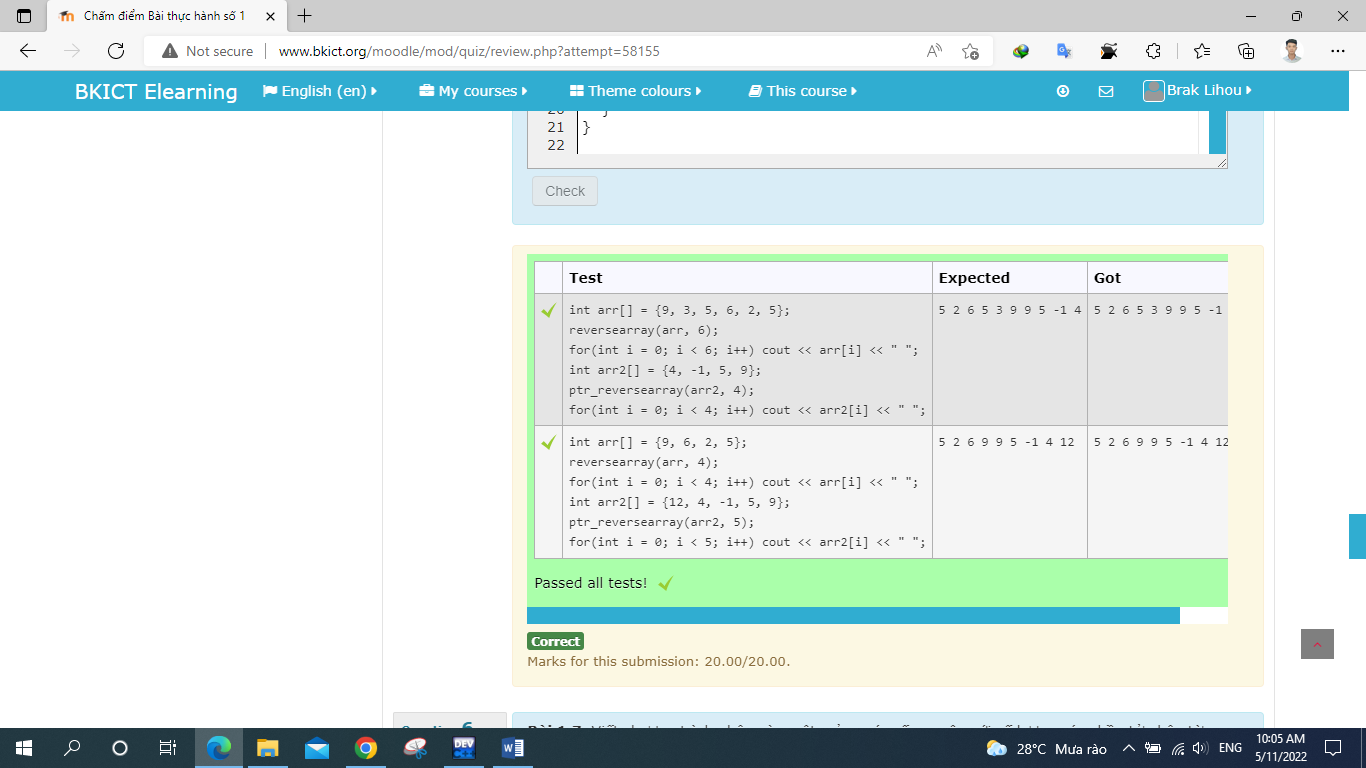 Chấm điểm Bài thực hành số 1
Not secure www.bkict.org/moodle/mod/quiz/review.php?attempt=58155
BKICT Elearning English (en) My courses Theme colours This course Brak Lihou
20 }
21 }
22
Check
Test Expected Got
int arr[] = {9, 3, 5, 6, 2, 5}; 5 2 6 5 3 9 9 5 -1 4 5 2 6 5 3 9 9 5 -1
reversearray(arr, 6);
for(int i = 0; i < 6; i++) cout << arr[i] << " ";
int arr2[] = {4, -1, 5, 9};
ptr_reversearray(arr2, 4);
for(int i = 0; i < 4; i++) cout << arr2[i] << " ";
int arr[] = {9, 6, 2, 5}; 5 2 6 9 9 5 -1 4 12 5 2 6 9 9 5 -1 4 12
reversearray(arr, 4);
for(int i = 0; i < 4; i++) cout << arr[i] << " ";
int arr2[] = {12, 4, -1, 5, 9};
ptr_reversearray(arr2, 5);
for(int i = 0; i < 5; i++) cout << arr2[i] << " ";
Passed all tests!
Correct
Marks for this submission: 20.00/20.00.
Question 6
DEV
28°C Mưa rào ENG 10:05 AM
5/11/2022